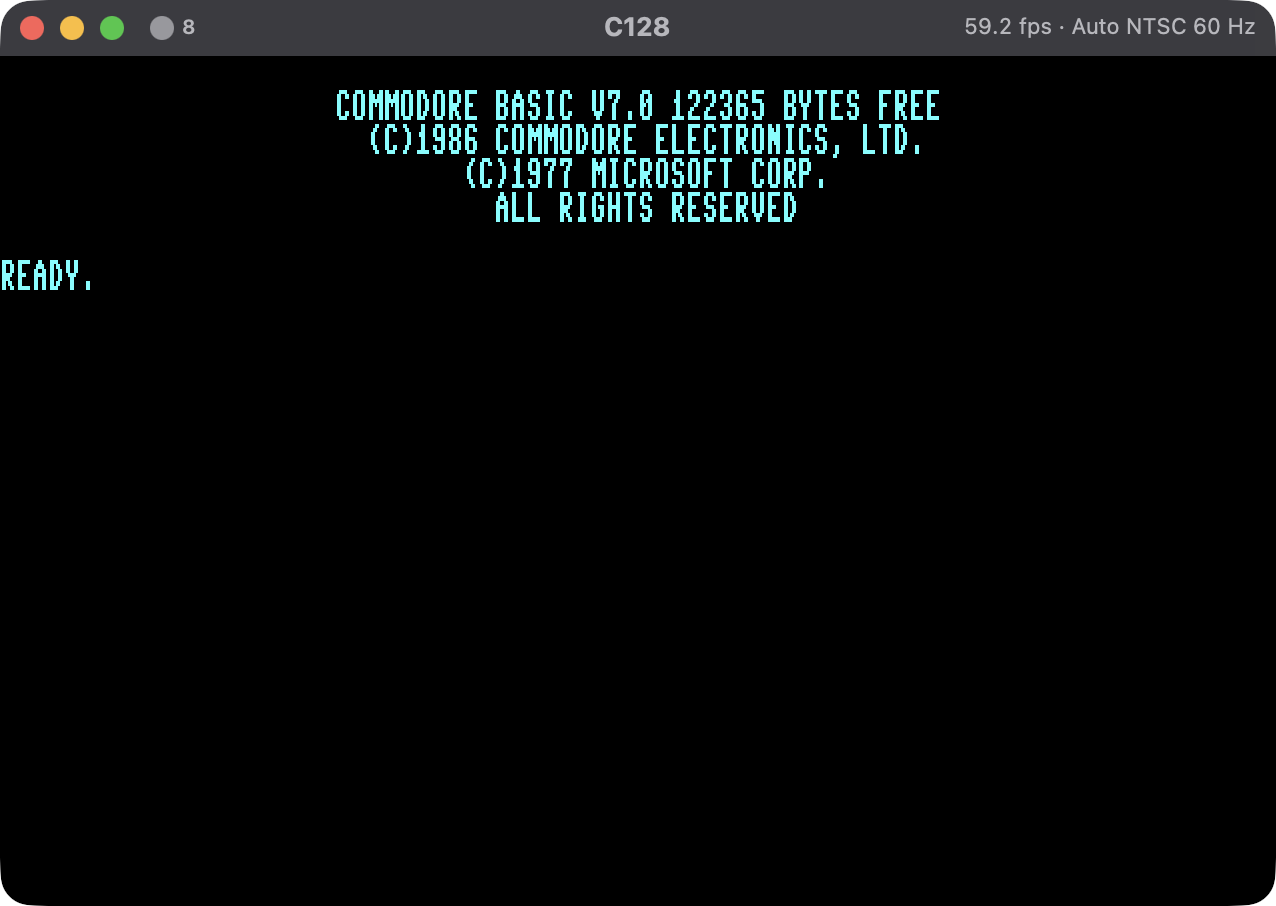 8 C128 59.2 fps · Auto NTSC 60 Hz
COMMODORE BASIC V7.0 122365 BYTES FREE
(C)1986 COMMODORE ELECTRONICS, LTD.
(C)1977 MICROSOFT CORP.
ALL RIGHTS RESERVED
READY.